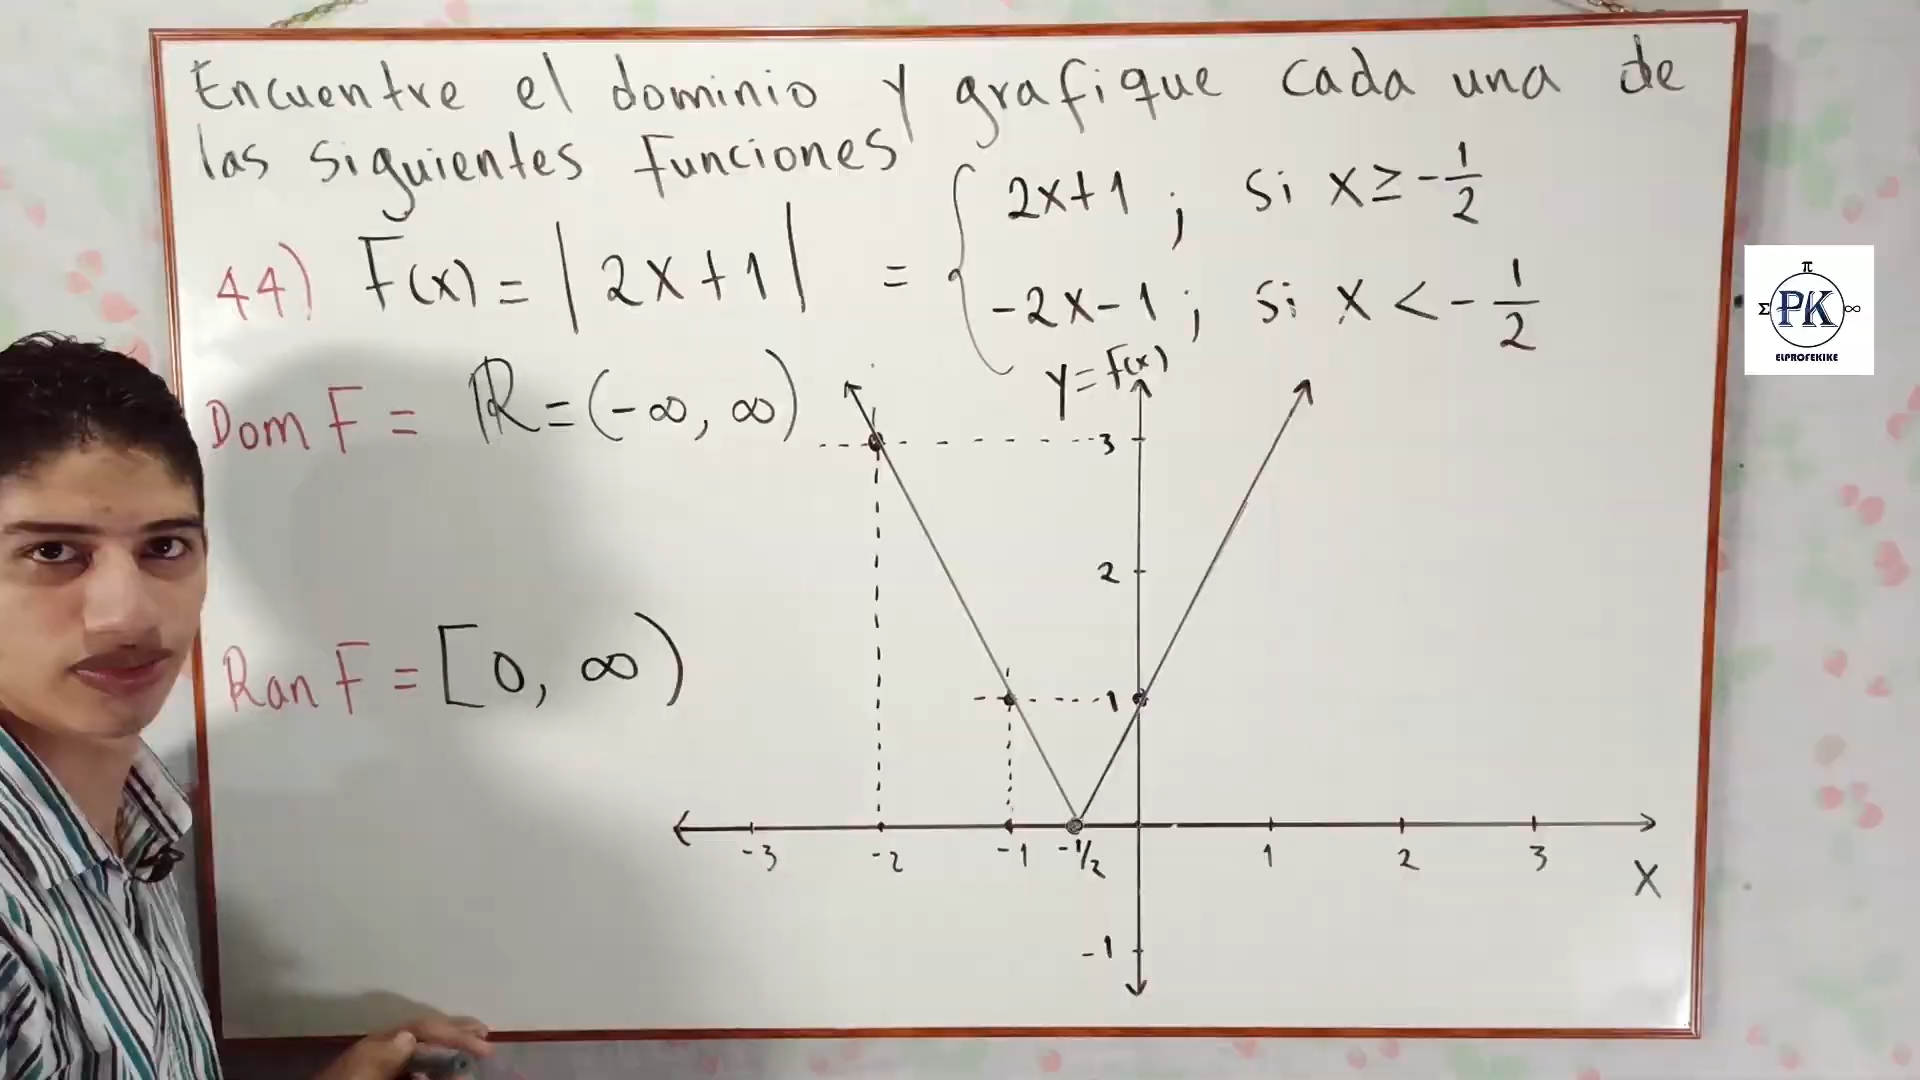 Encuentre el dominio y grafique cada una de
las siguientes funciones
44) F(x) = |2x+1| = { 2x+1 ; si x ≥ -1/2
-2x-1 ; si x < -1/2
Dom F = ℝ = (-∞, ∞)
Ran F = [0, ∞)
y = F(x)
3
2
1
-3 -2 -1 -1/2 1 2 3
X
-1
π
Σ PK ∞
ELPROFEKIKE